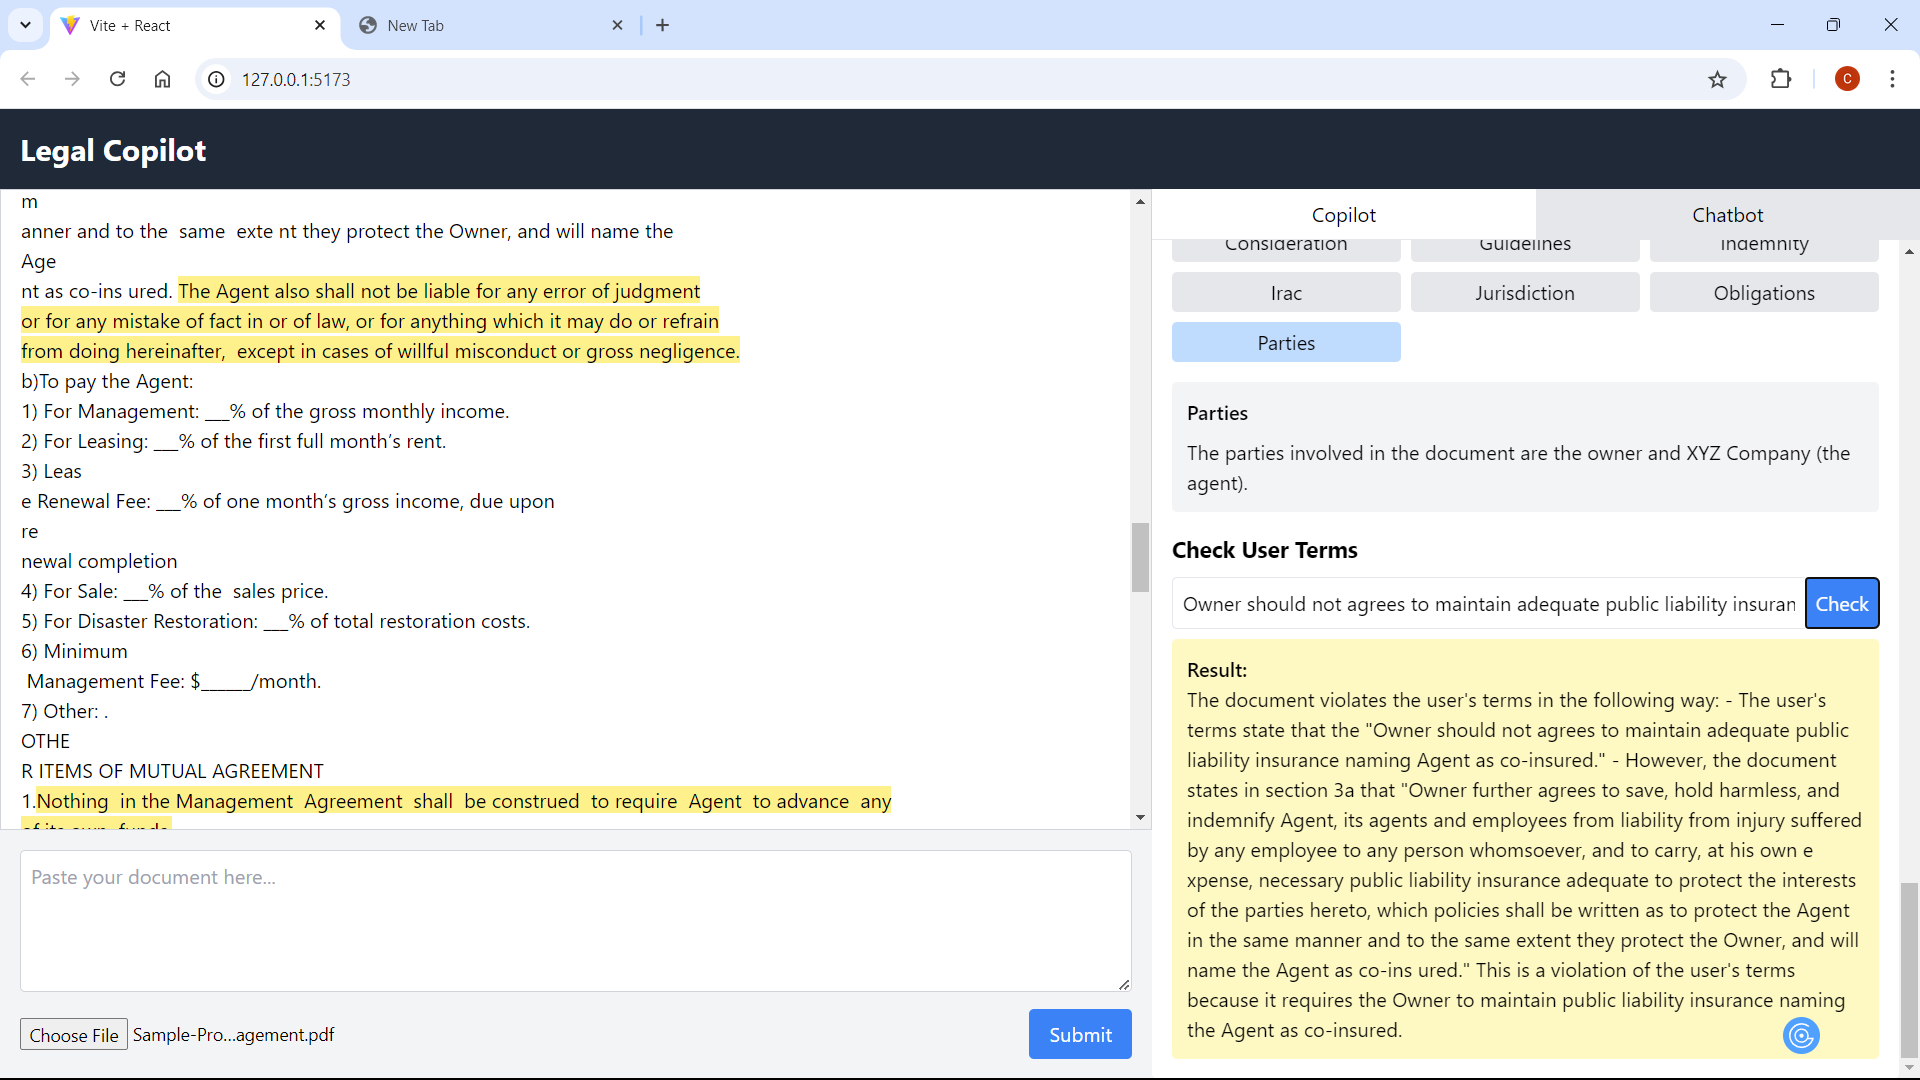 Vite + React
New Tab
127.0.0.1:5173
C
Legal Copilot
m
anner and to the same exte nt they protect the Owner, and will name the
Age
nt as co-ins ured. The Agent also shall not be liable for any error of judgment
or for any mistake of fact in or of law, or for anything which it may do or refrain
from doing hereinafter, except in cases of willful misconduct or gross negligence.
b)To pay the Agent:
1) For Management: ___% of the gross monthly income.
2) For Leasing: ___% of the first full month’s rent.
3) Leas
e Renewal Fee: ___% of one month’s gross income, due upon
re
newal completion
4) For Sale: ___% of the sales price.
5) For Disaster Restoration: ___% of total restoration costs.
6) Minimum
Management Fee: $______/month.
7) Other: .
OTHE
R ITEMS OF MUTUAL AGREEMENT
1.Nothing in the Management Agreement shall be construed to require Agent to advance any
of its own funds
Paste your document here...
Choose File Sample-Pro...agement.pdf
Submit
Copilot Chatbot
Consideration Guidelines Indemnity
Irac Jurisdiction Obligations
Parties
Parties
The parties involved in the document are the owner and XYZ Company (the
agent).
Check User Terms
Owner should not agrees to maintain adequate public liability insuran Check
Result:
The document violates the user's terms in the following way: - The user's
terms state that the "Owner should not agrees to maintain adequate public
liability insurance naming Agent as co-insured." - However, the document
states in section 3a that "Owner further agrees to save, hold harmless, and
indemnify Agent, its agents and employees from liability from injury suffered
by any employee to any person whomsoever, and to carry, at his own e
xpense, necessary public liability insurance adequate to protect the interests
of the parties hereto, which policies shall be written as to protect the Agent
in the same manner and to the same extent they protect the Owner, and will
name the Agent as co-ins ured." This is a violation of the user's terms
because it requires the Owner to maintain public liability insurance naming
the Agent as co-insured.